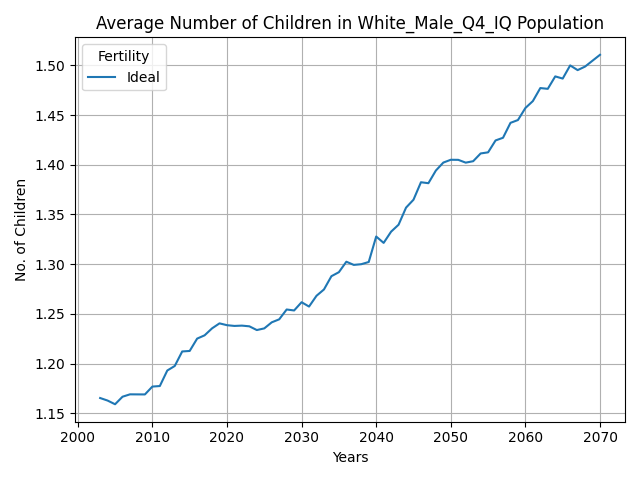 Average Number of Children in White_Male_Q4_IQ Population
Fertility
Ideal
1.50
1.45
1.40
1.35
1.30
1.25
1.20
1.15
No. of Children
2000 2010 2020 2030 2040 2050 2060 2070
Years